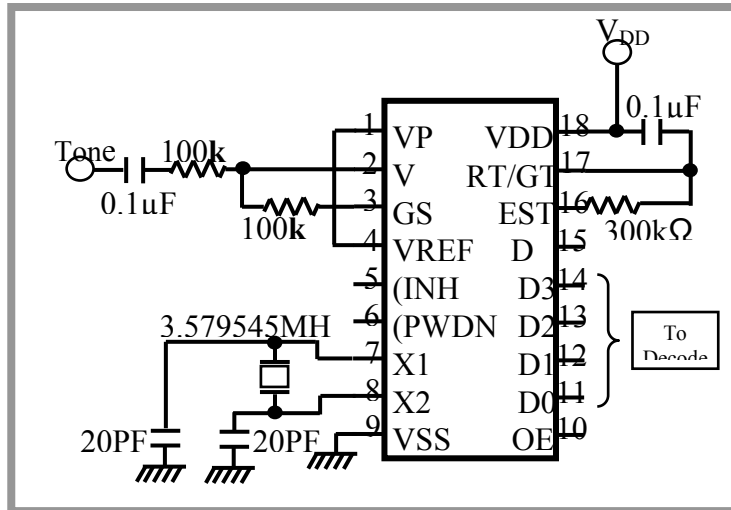 VDD
0.1µF
Tone
100k
0.1µF
100k
1 VP VDD 18
2 V RT/GT 17
3 GS EST 16
300kΩ
4 VREF D 15
5 (INH D3 14
6 (PWDN D2 13
To
Decode
3.579545MH
7 X1 D1 12
8 X2 D0 11
9 VSS OE 10
20PF
20PF